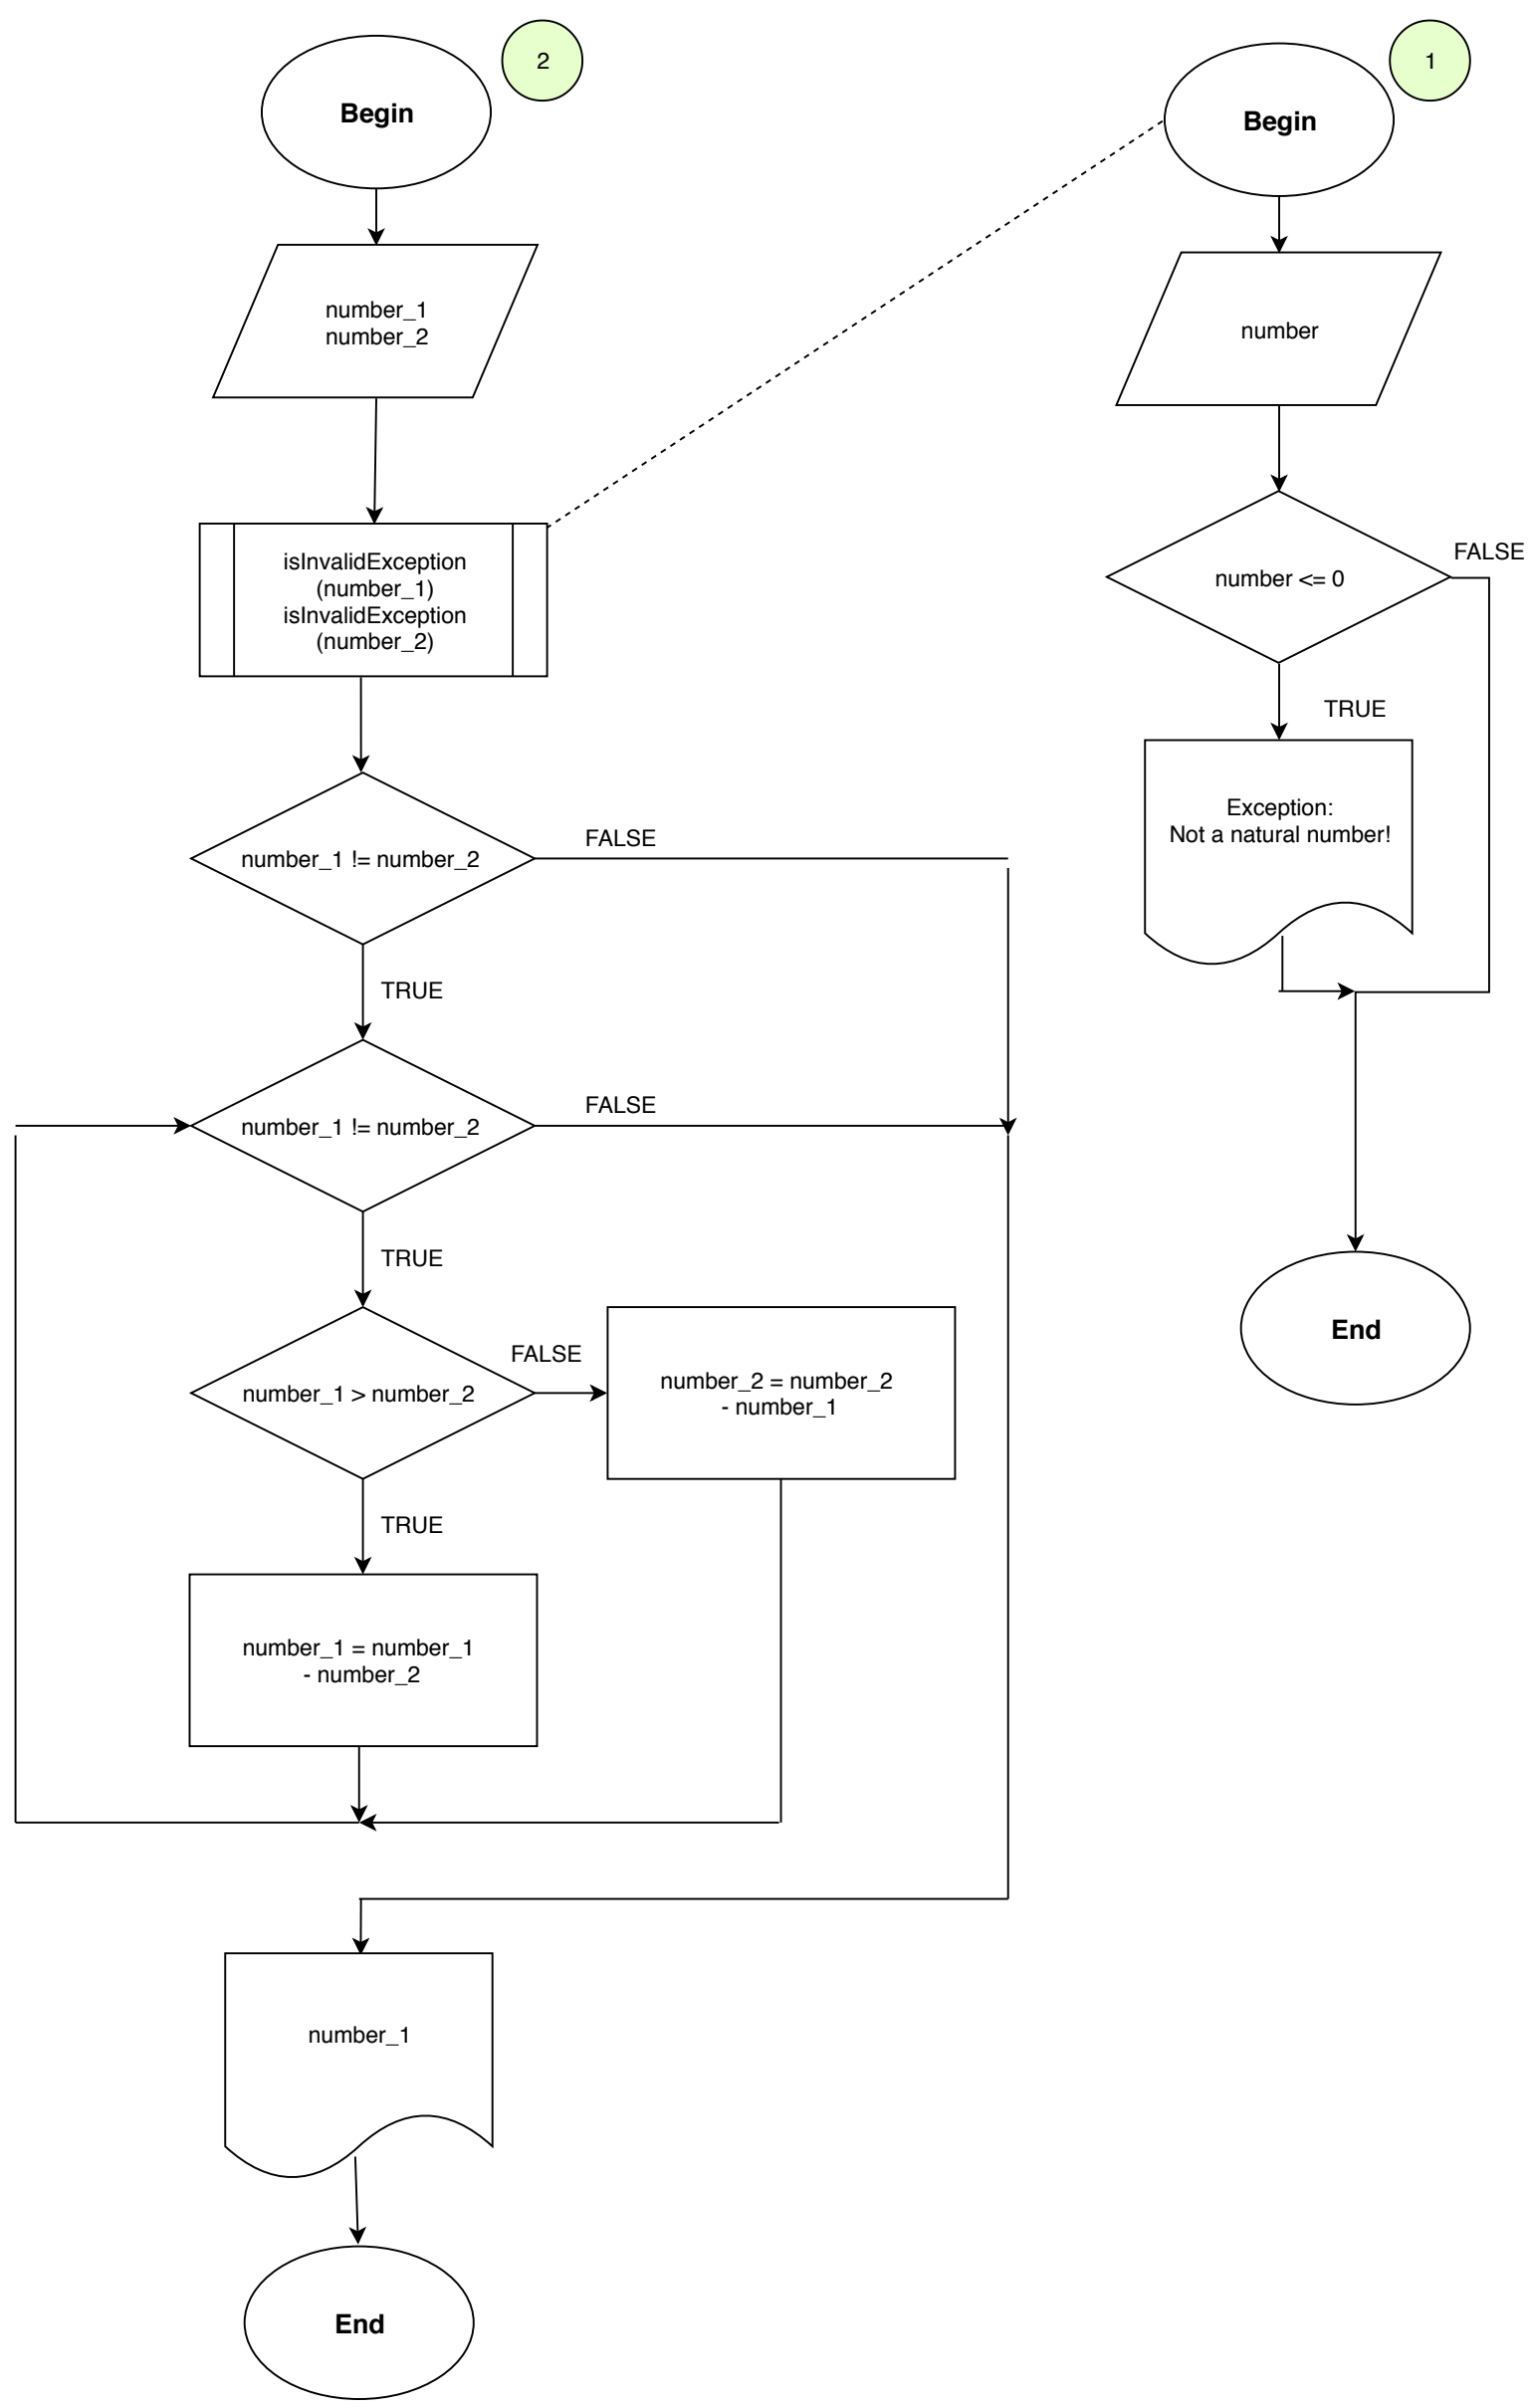 2
Begin
number_1
number_2
isInvalidException
(number_1)
isInvalidException
(number_2)
number_1 != number_2
FALSE
TRUE
number_1 != number_2
FALSE
TRUE
number_1 > number_2
FALSE
number_2 = number_2
- number_1
TRUE
number_1 = number_1
- number_2
number_1
End
1
Begin
number
number <= 0
FALSE
TRUE
Exception:
Not a natural number!
End